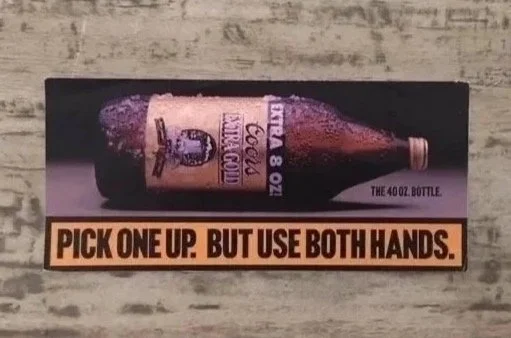 Coors
EXTRA GOLD
EXTRA 8 OZ!
THE 40 OZ. BOTTLE.
PICK ONE UP. BUT USE BOTH HANDS.